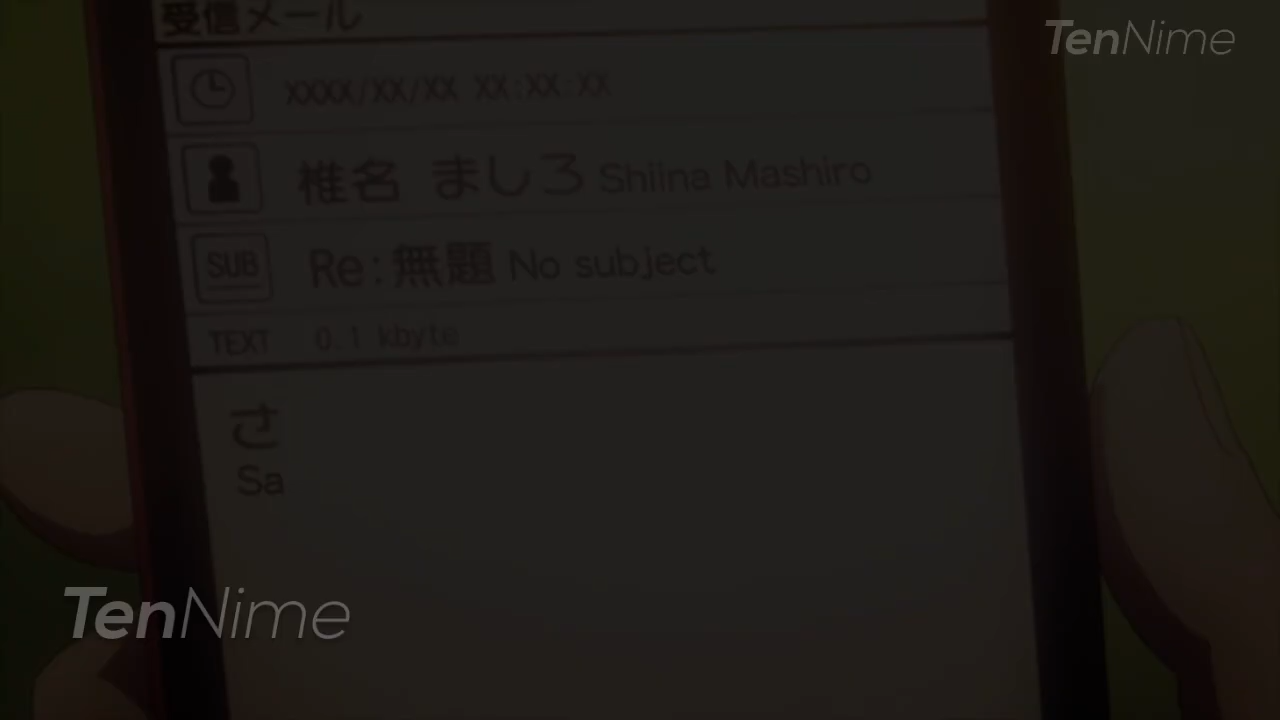 受信メール
TenNime
XXXX/XX/XX XX:XX:XX
椎名 ましろ Shiina Mashiro
SUB Re:無題 No subject
TEXT 0.1 kbyte
さ
Sa
TenNime